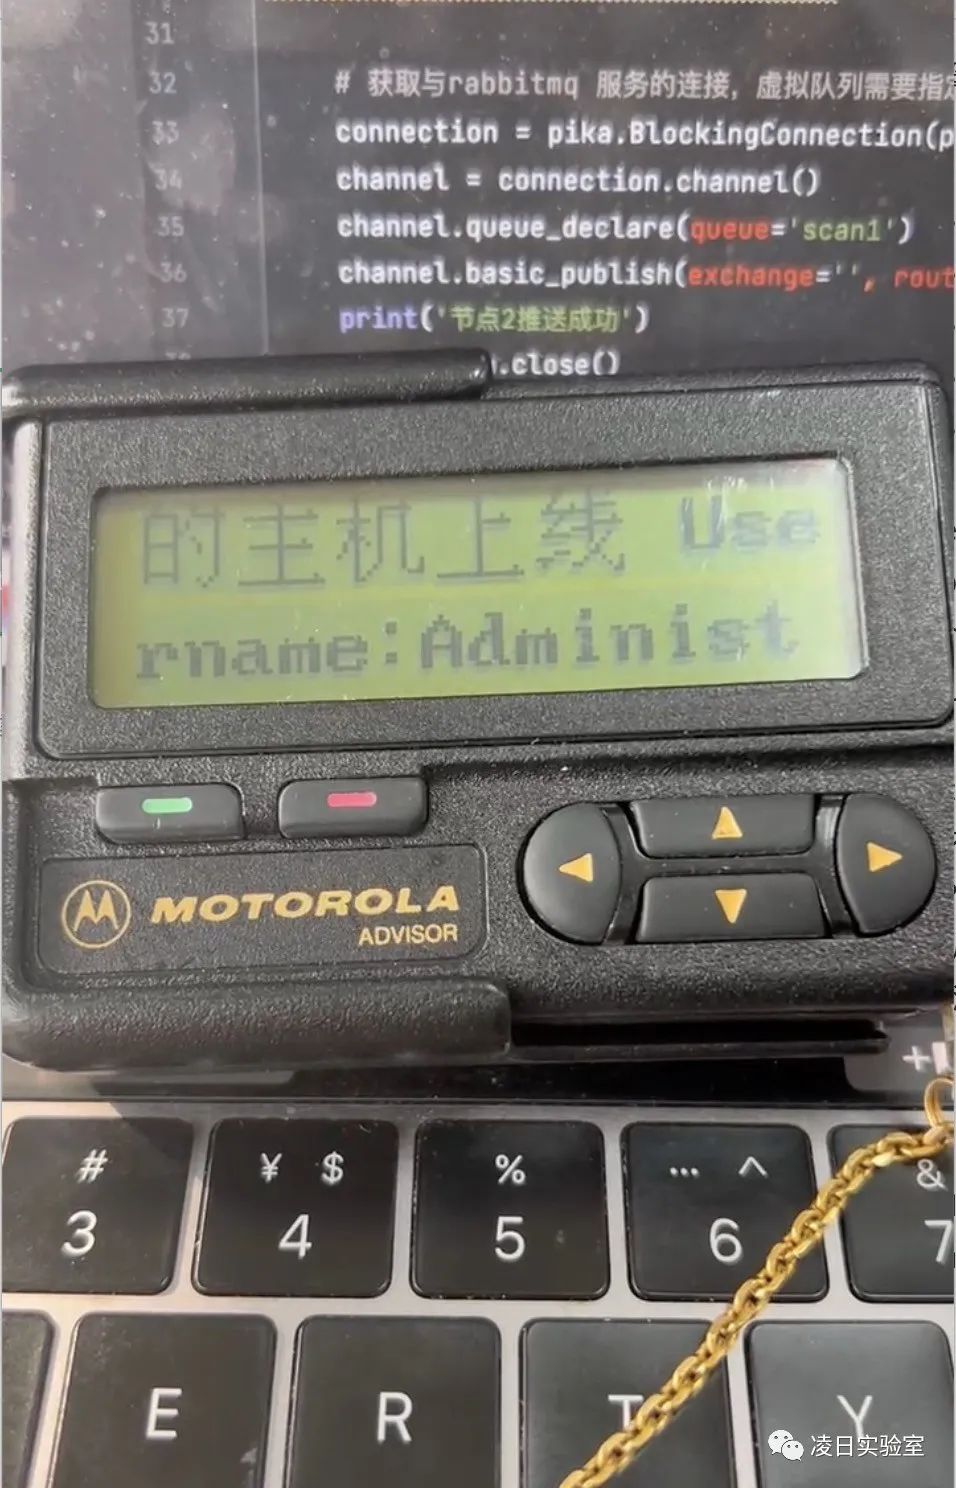 31
32 # 获取与rabbitmq 服务的连接，虚拟队列需要指定
33 connection = pika.BlockingConnection(p
34 channel = connection.channel()
35 channel.queue_declare(queue='scan1')
36 channel.basic_publish(exchange='', rout
37 print('节点2推送成功')
.close()
的主机上线 Use
rname:Administ
MOTOROLA
ADVISOR
+
# ¥ $ % … ^ &
3 4 5 6 7
E R T Y
凌日实验室